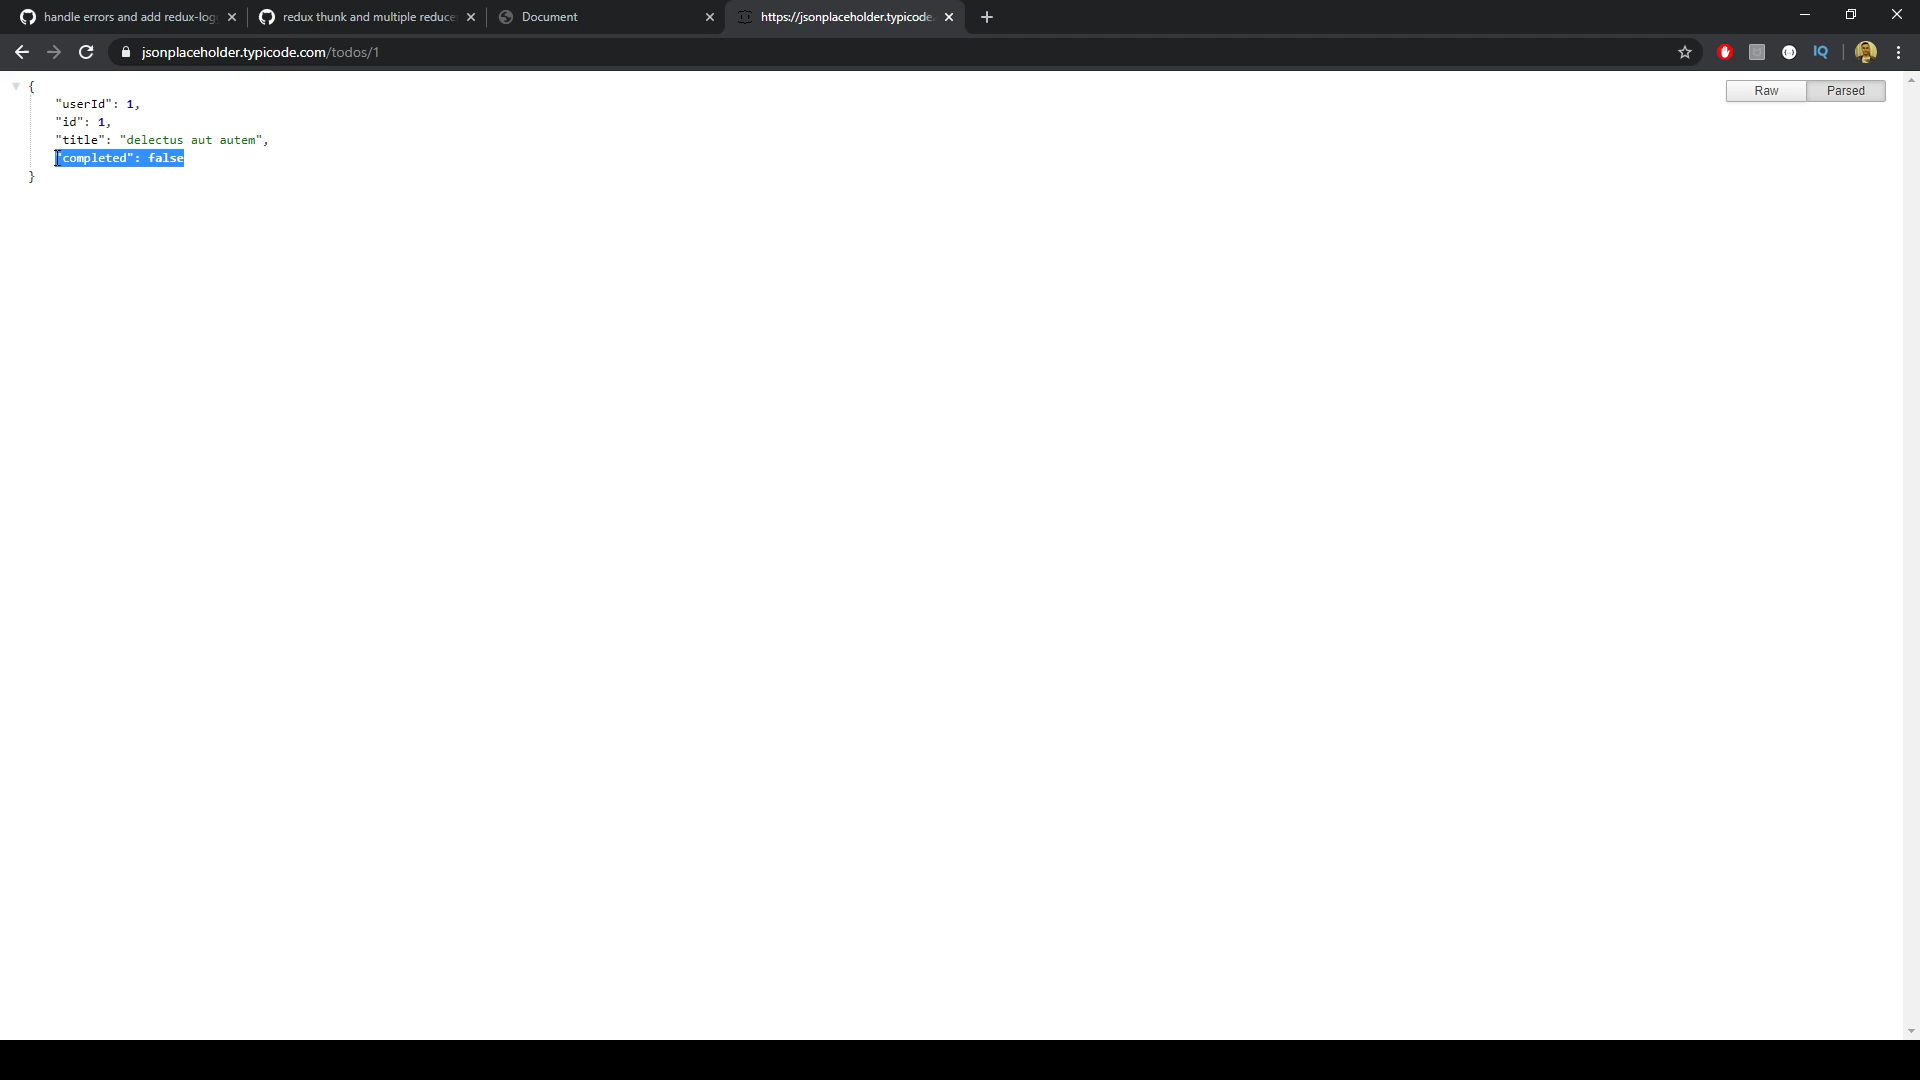 handle errors and add redux-log
redux thunk and multiple reduce
Document
https://jsonplaceholder.typicode.
jsonplaceholder.typicode.com/todos/1
IQ
Raw
Parsed
{
"userId": 1,
"id": 1,
"title": "delectus aut autem",
"completed": false
}